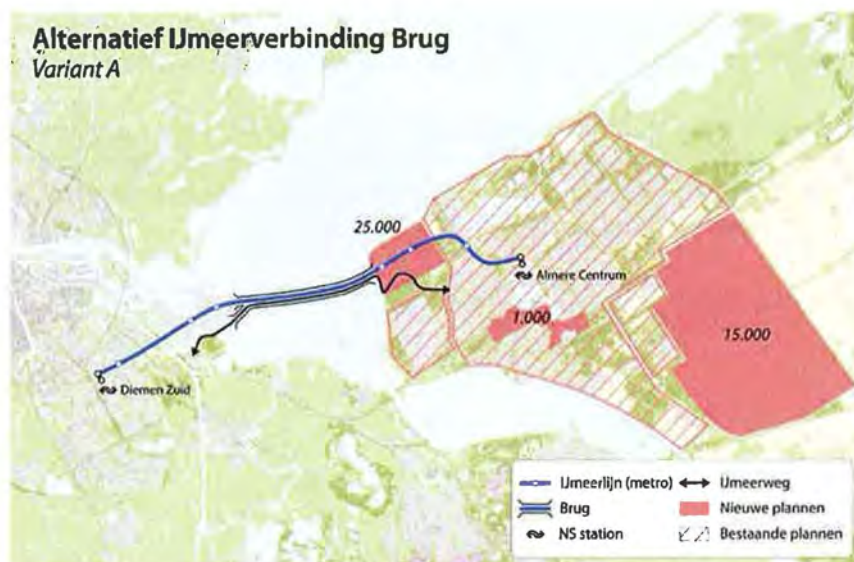 Alternatief IJmeerverbinding Brug
Variant A
25.000
Almere Centrum
1.000
15.000
Diemen Zuid
IJmeerlijn (metro)
IJmeerweg
Brug
Nieuwe plannen
NS station
Bestaande plannen